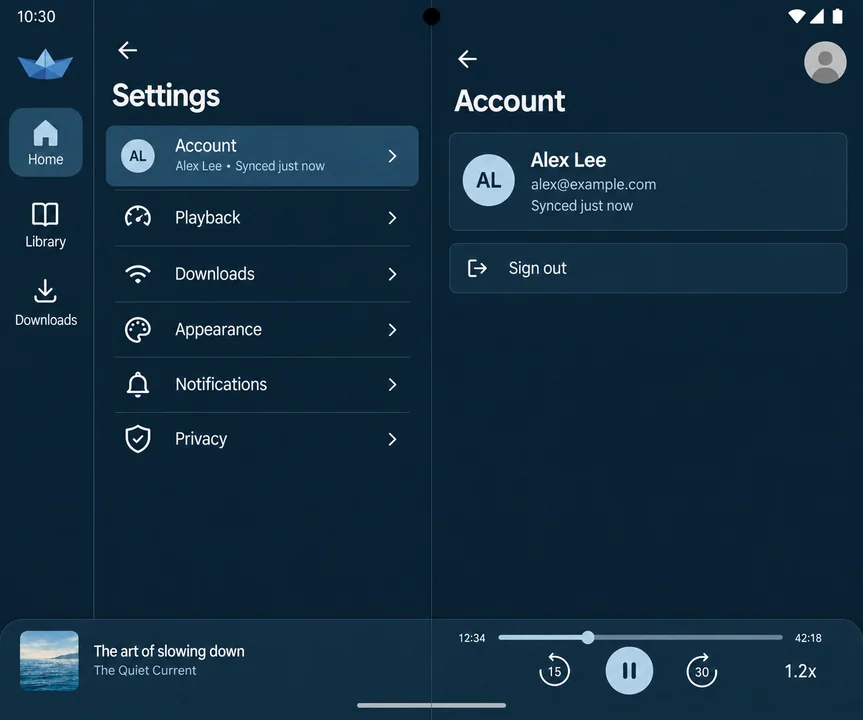 10:30
Home
Library
Downloads
Settings
AL
Account
Alex Lee • Synced just now
Playback
Downloads
Appearance
Notifications
Privacy
Account
AL
Alex Lee
alex@example.com
Synced just now
Sign out
The art of slowing down
The Quiet Current
12:34
42:18
15
30
1.2x